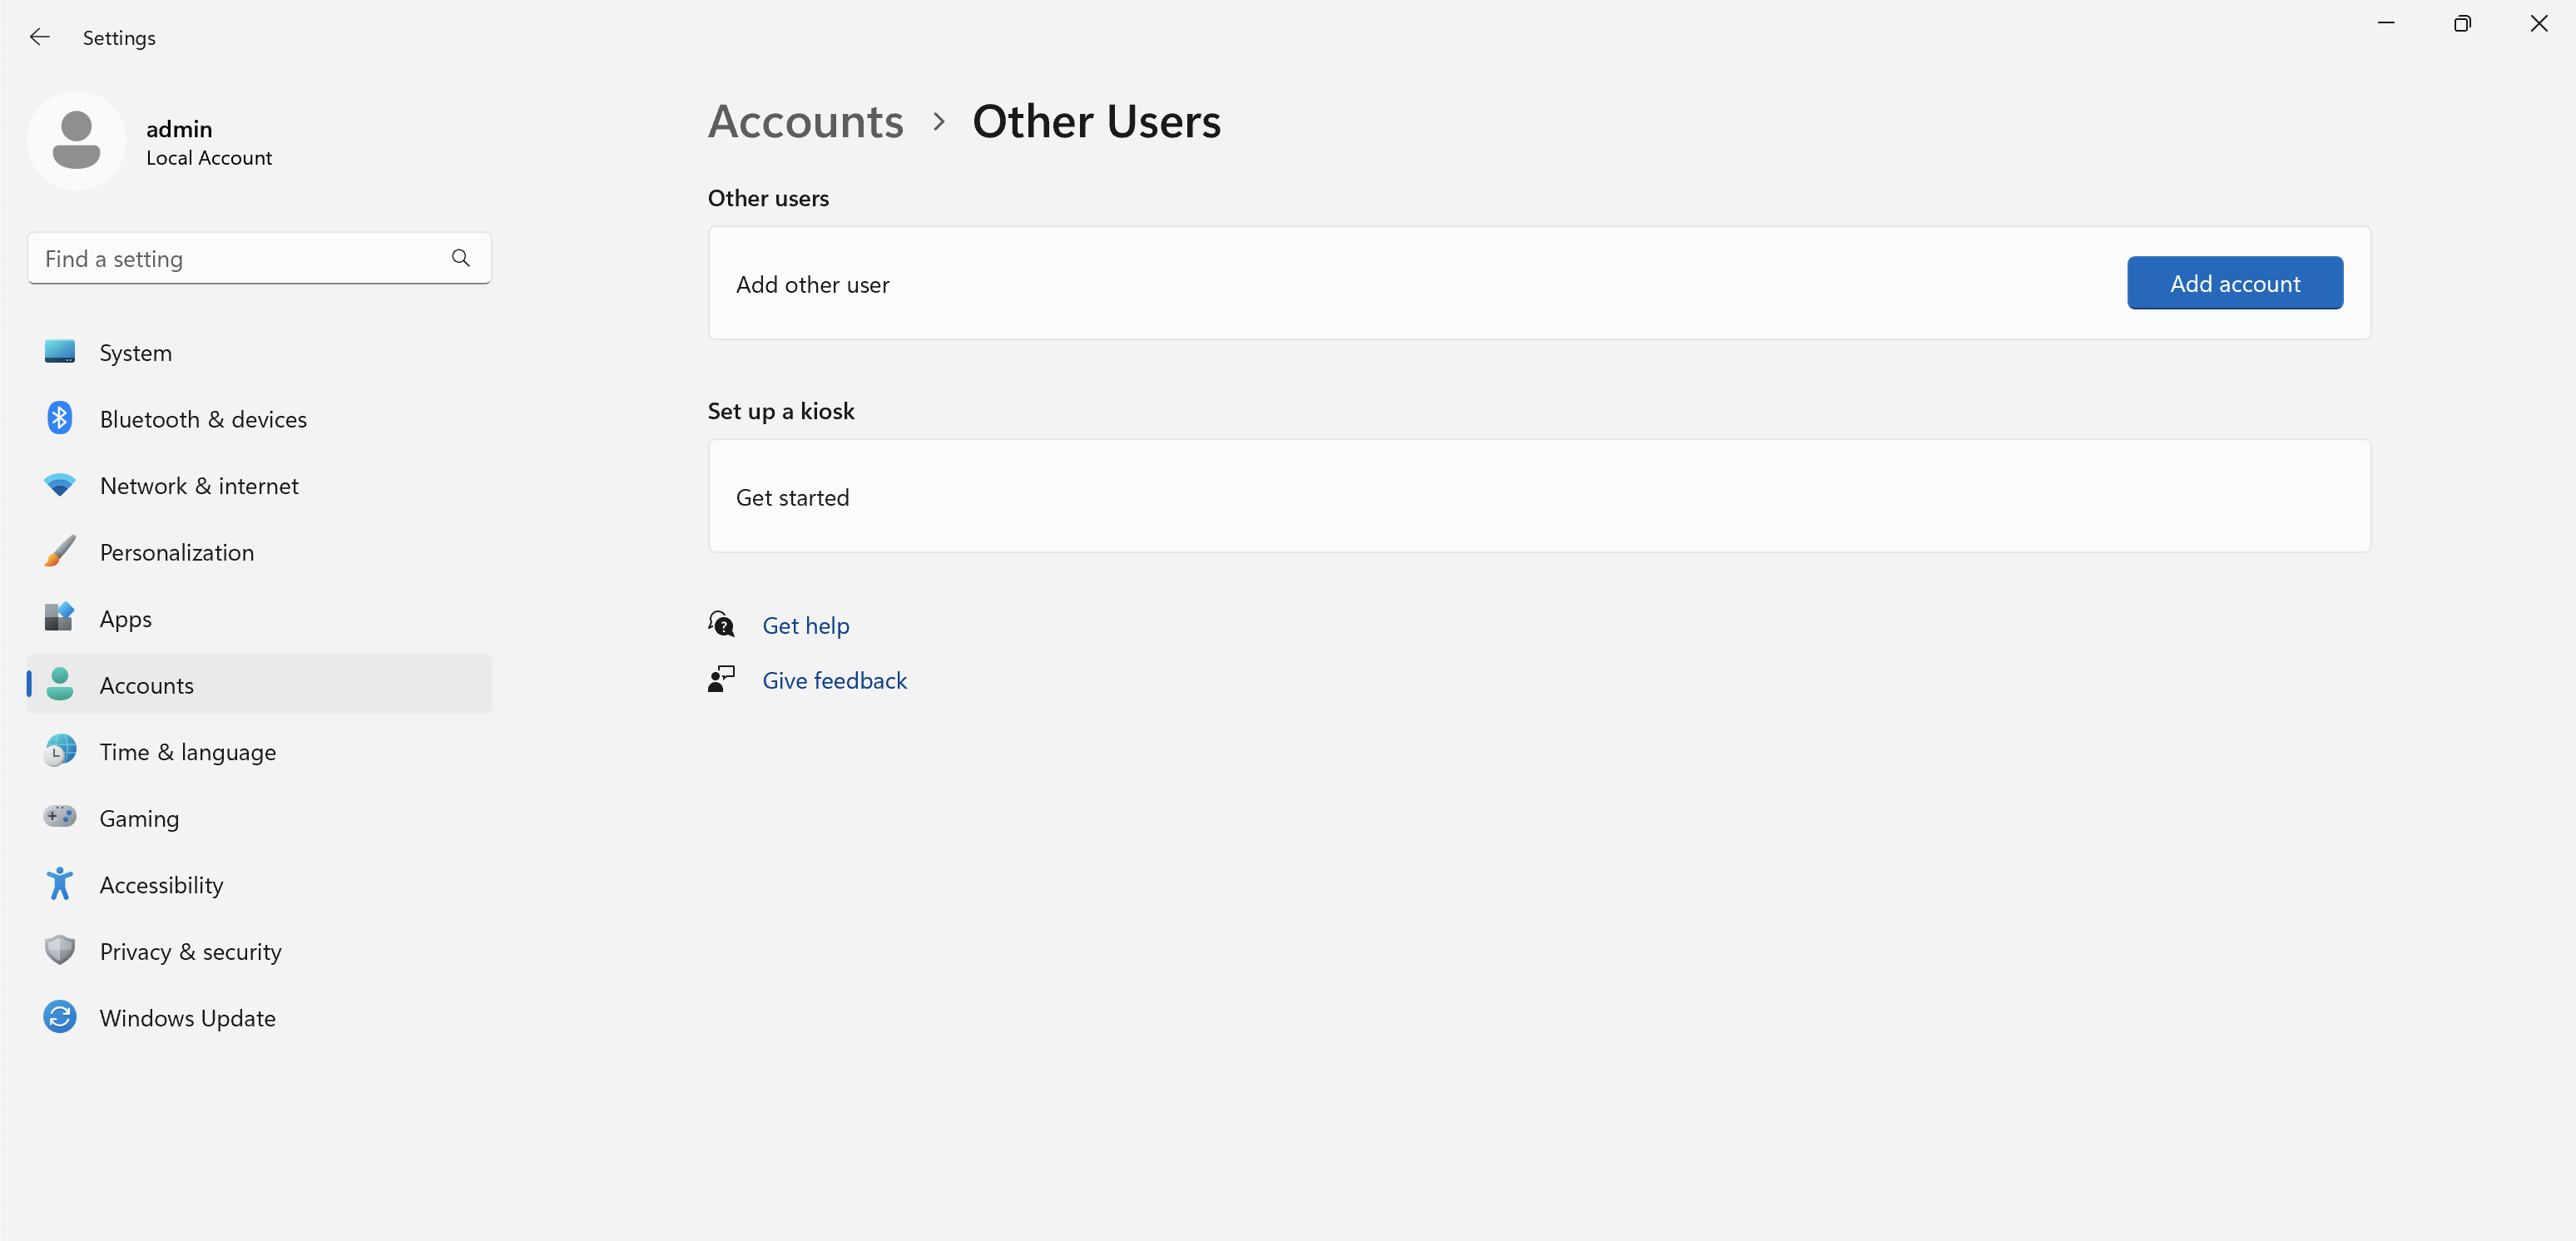 Settings
admin
Local Account
Find a setting
System
Bluetooth & devices
Network & internet
Personalization
Apps
Accounts
Time & language
Gaming
Accessibility
Privacy & security
Windows Update
Accounts > Other Users
Other users
Add other user
Add account
Set up a kiosk
Get started
Get help
Give feedback